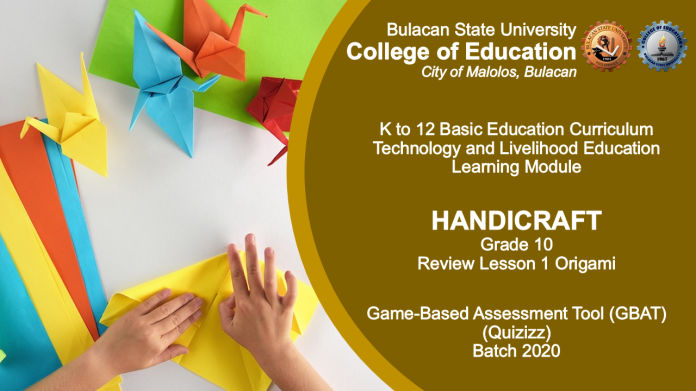 Bulacan State University
College of Education
City of Malolos, Bulacan
K to 12 Basic Education Curriculum
Technology and Livelihood Education
Learning Module
HANDICRAFT
Grade 10
Review Lesson 1 Origami
Game-Based Assessment Tool (GBAT)
(Quizizz)
Batch 2020